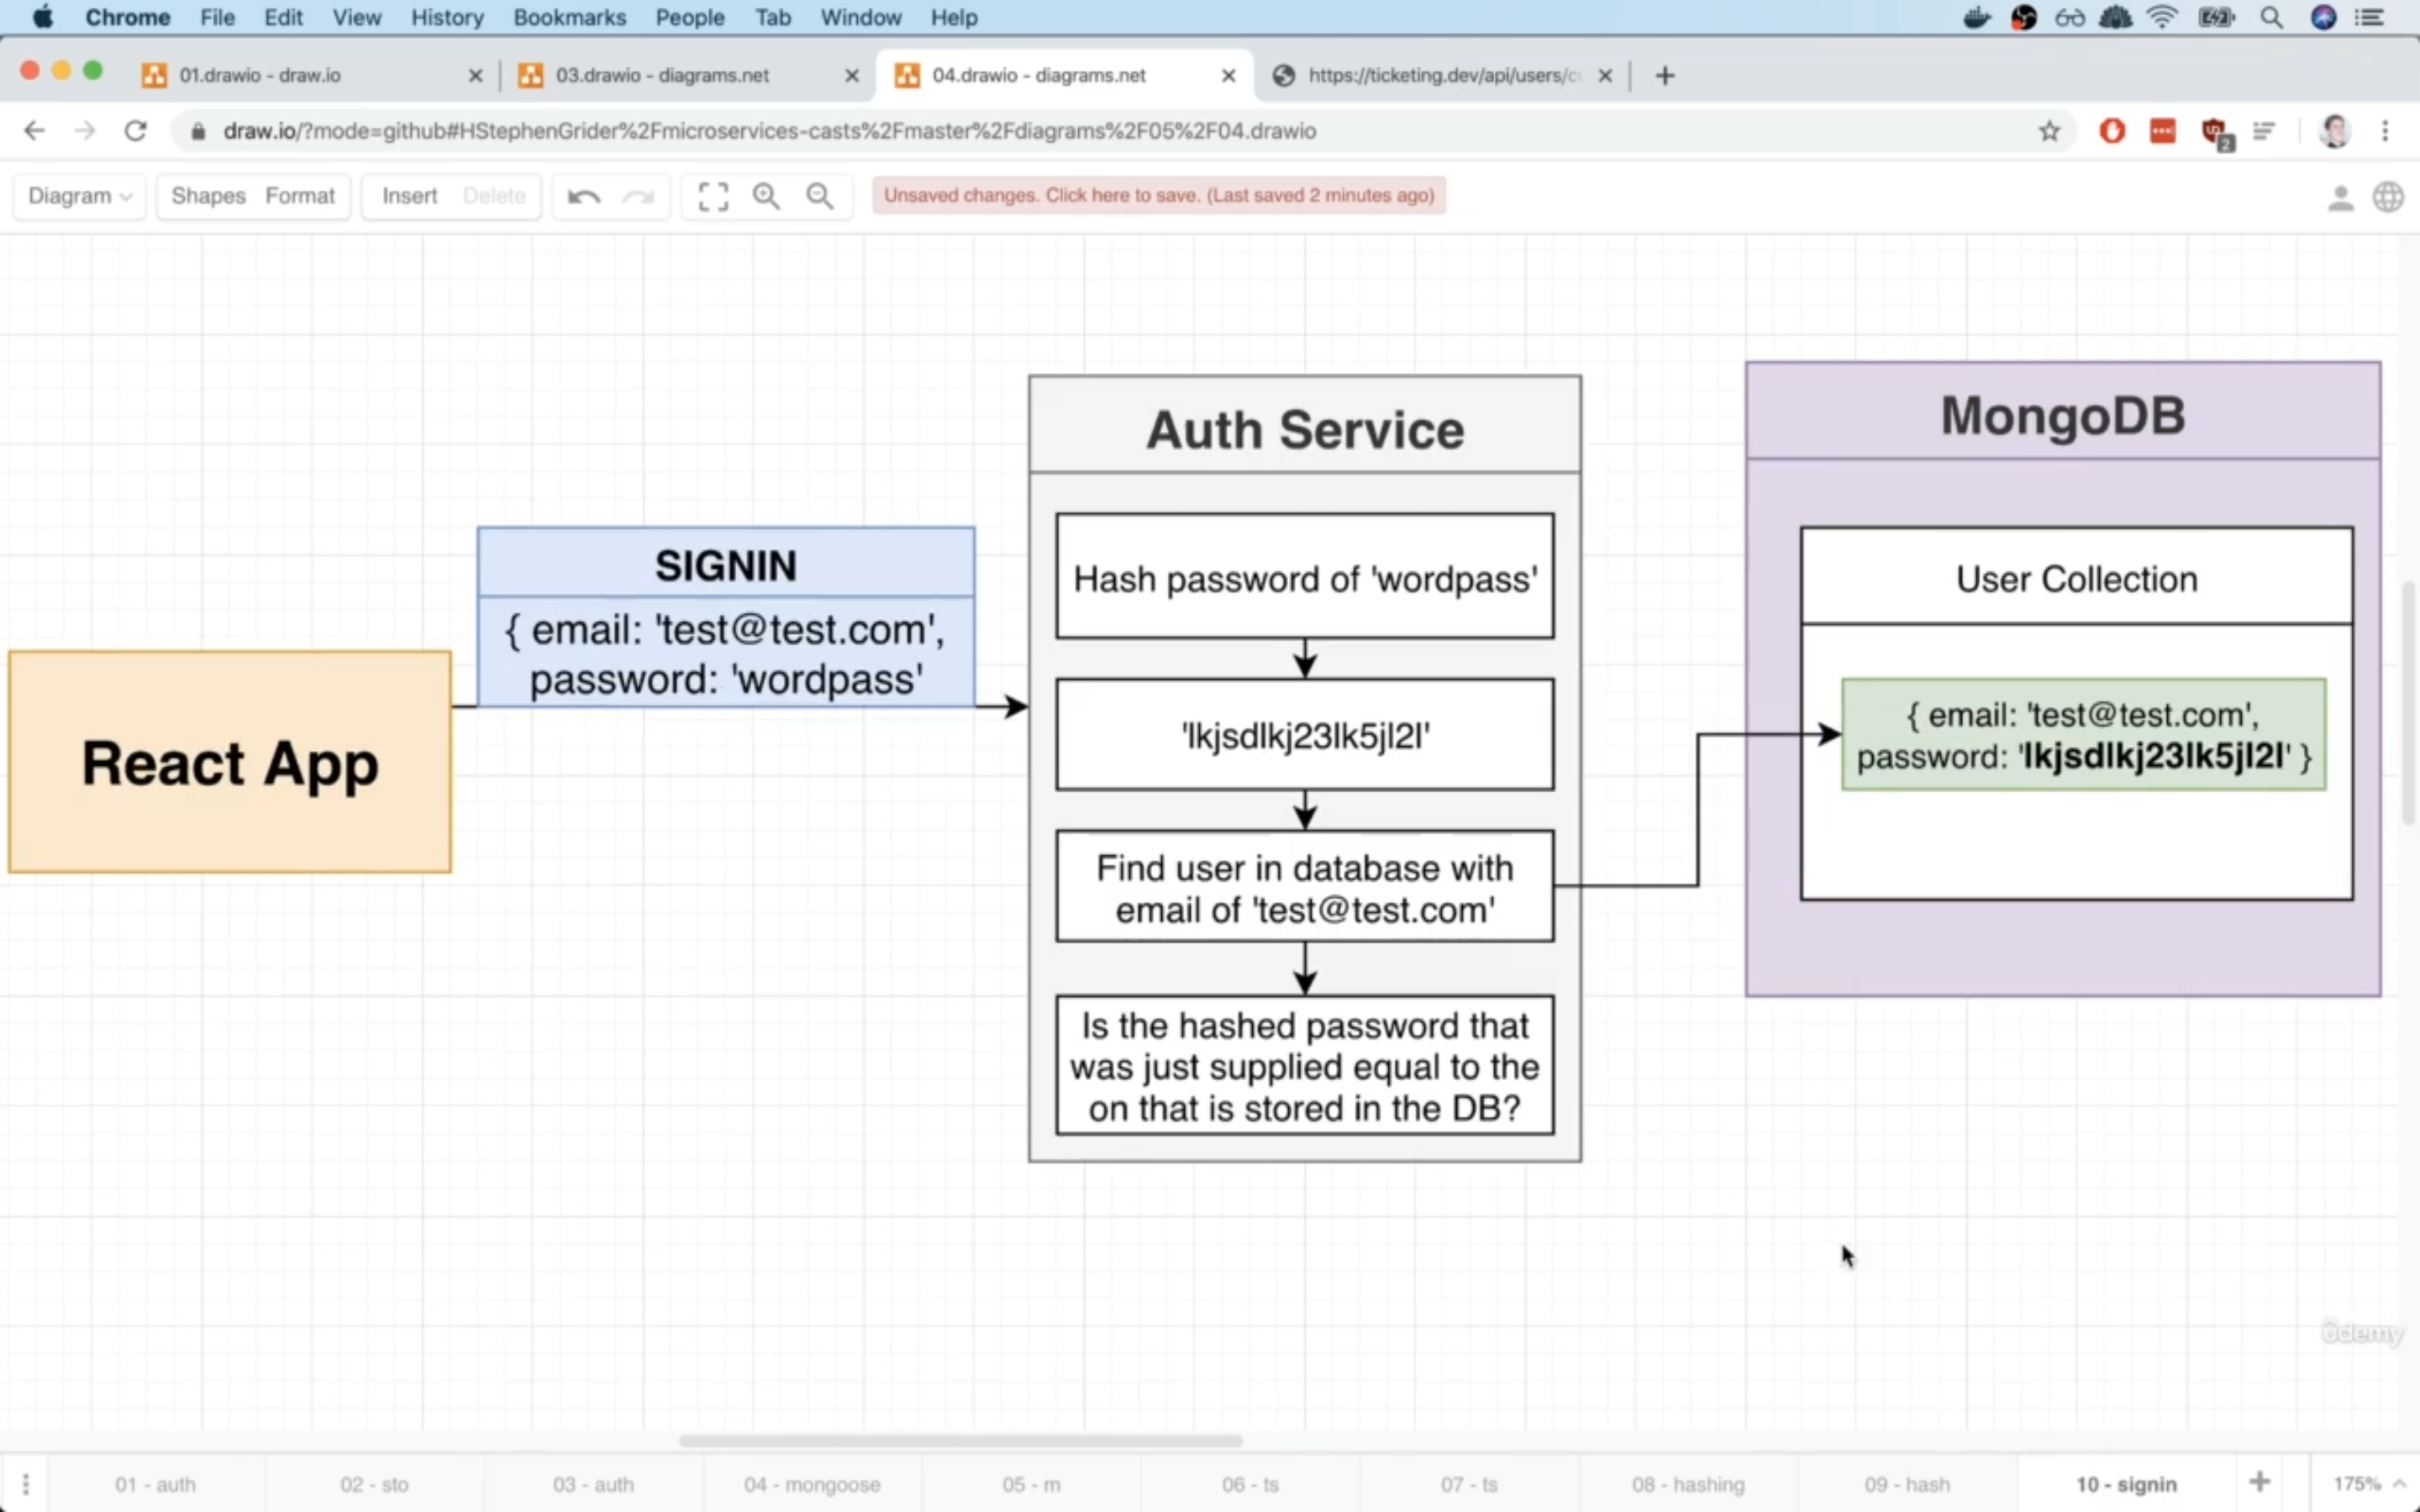 Chrome File Edit View History Bookmarks People Tab Window Help
01.drawio - draw.io
03.drawio - diagrams.net
04.drawio - diagrams.net
https://ticketing.dev/api/users/cu
draw.io/?mode=github#HStephenGrider%2Fmicroservices-casts%2Fmaster%2Fdiagrams%2F05%2F04.drawio
2
Diagram Shapes Format Insert Delete
Unsaved changes. Click here to save. (Last saved 2 minutes ago)
React App
SIGNIN
{ email: 'test@test.com',
password: 'wordpass'
Auth Service
Hash password of 'wordpass'
'lkjsdlkj23lk5jl2l'
Find user in database with
email of 'test@test.com'
Is the hashed password that
was just supplied equal to the
on that is stored in the DB?
MongoDB
User Collection
{ email: 'test@test.com',
password: 'lkjsdlkj23lk5jl2l' }
ûdemy
01 - auth
02 - sto
03 - auth
04 - mongoose
05 - m
06 - ts
07 - ts
08 - hashing
09 - hash
10 - signin
175%